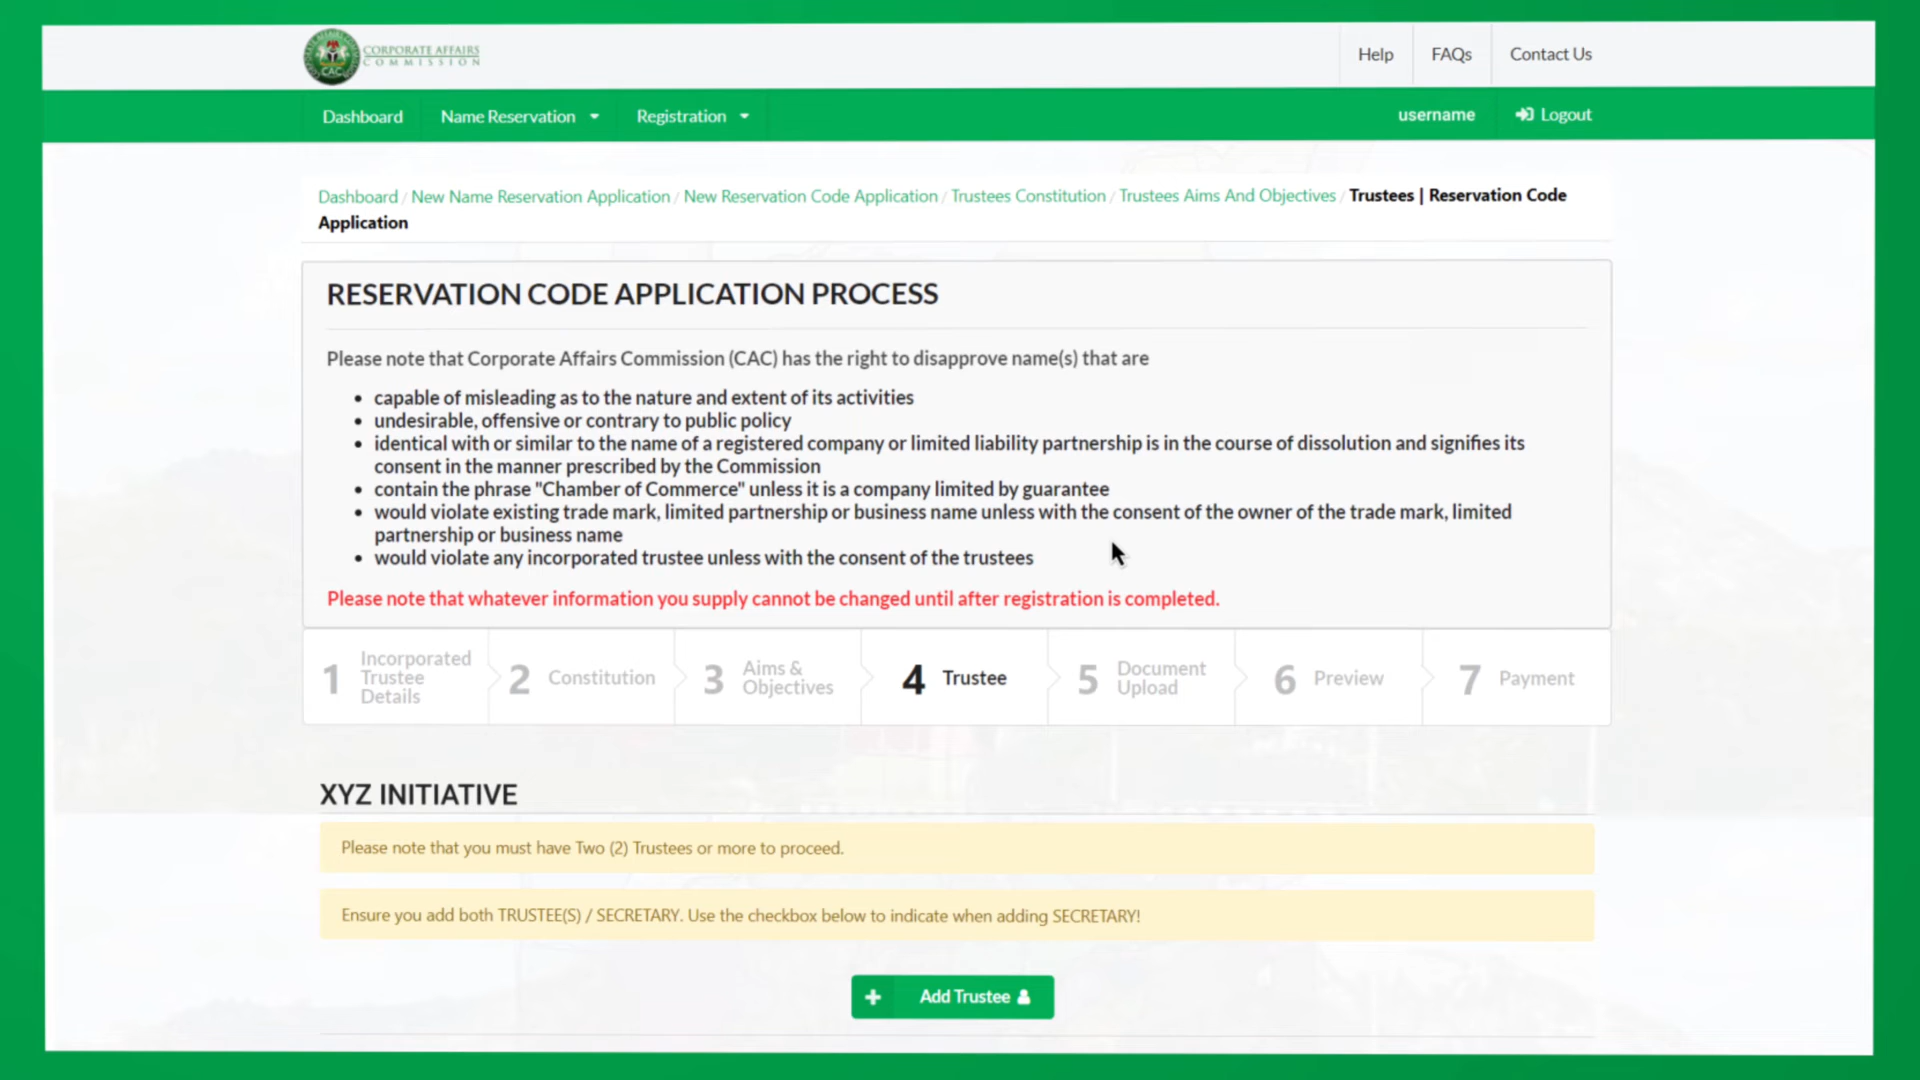 CORPORATE AFFAIRS
COMMISSION
CAC
Help
FAQs
Contact Us
Dashboard
Name Reservation
Registration
username
Logout
Dashboard / New Name Reservation Application / New Reservation Code Application / Trustees Constitution / Trustees Aims And Objectives / Trustees | Reservation Code
Application
RESERVATION CODE APPLICATION PROCESS
Please note that Corporate Affairs Commission (CAC) has the right to disapprove name(s) that are
• capable of misleading as to the nature and extent of its activities
• undesirable, offensive or contrary to public policy
• identical with or similar to the name of a registered company or limited liability partnership is in the course of dissolution and signifies its
consent in the manner prescribed by the Commission
• contain the phrase "Chamber of Commerce" unless it is a company limited by guarantee
• would violate existing trade mark, limited partnership or business name unless with the consent of the owner of the trade mark, limited
partnership or business name
• would violate any incorporated trustee unless with the consent of the trustees
Please note that whatever information you supply cannot be changed until after registration is completed.
1 Incorporated
Trustee
Details
2 Constitution
3 Aims &
Objectives
4 Trustee
5 Document
Upload
6 Preview
7 Payment
XYZ INITIATIVE
Please note that you must have Two (2) Trustees or more to proceed.
Ensure you add both TRUSTEE(S) / SECRETARY. Use the checkbox below to indicate when adding SECRETARY!
Add Trustee